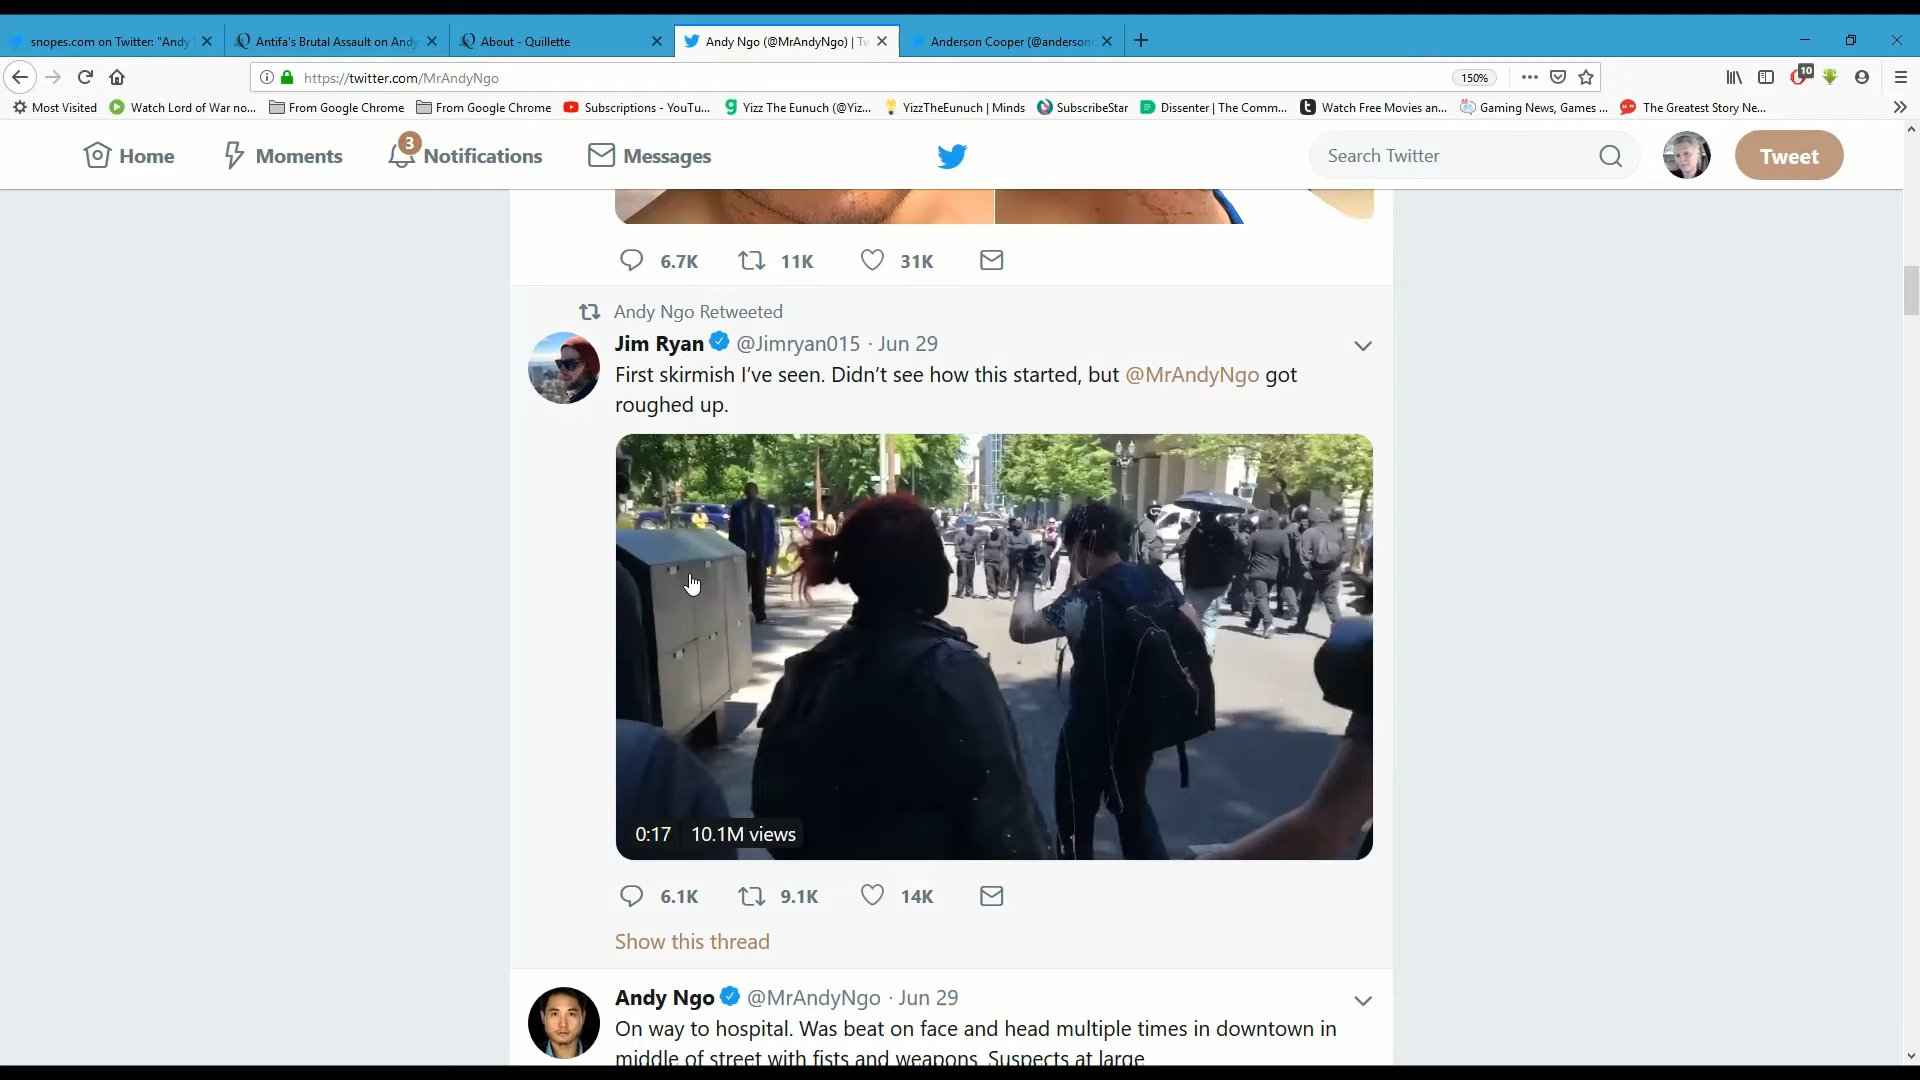 snopes.com on Twitter: "Andy
Antifa's Brutal Assault on Andy
About - Quillette
Andy Ngo (@MrAndyNgo) | Tw
Anderson Cooper (@anderson
https://twitter.com/MrAndyNgo
150%
10
Most Visited
Watch Lord of War no...
From Google Chrome
From Google Chrome
Subscriptions - YouTu...
Yizz The Eunuch (@Yiz...
YizzTheEunuch | Minds
SubscribeStar
Dissenter | The Comm...
Watch Free Movies an...
Gaming News, Games ...
The Greatest Story Ne...
Home
Moments
3
Notifications
Messages
Search Twitter
Tweet
6.7K
11K
31K
Andy Ngo Retweeted
Jim Ryan @Jimryan015 · Jun 29
First skirmish I've seen. Didn't see how this started, but @MrAndyNgo got
roughed up.
0:17 10.1M views
6.1K
9.1K
14K
Show this thread
Andy Ngo @MrAndyNgo · Jun 29
On way to hospital. Was beat on face and head multiple times in downtown in
middle of street with fists and weapons. Suspects at large